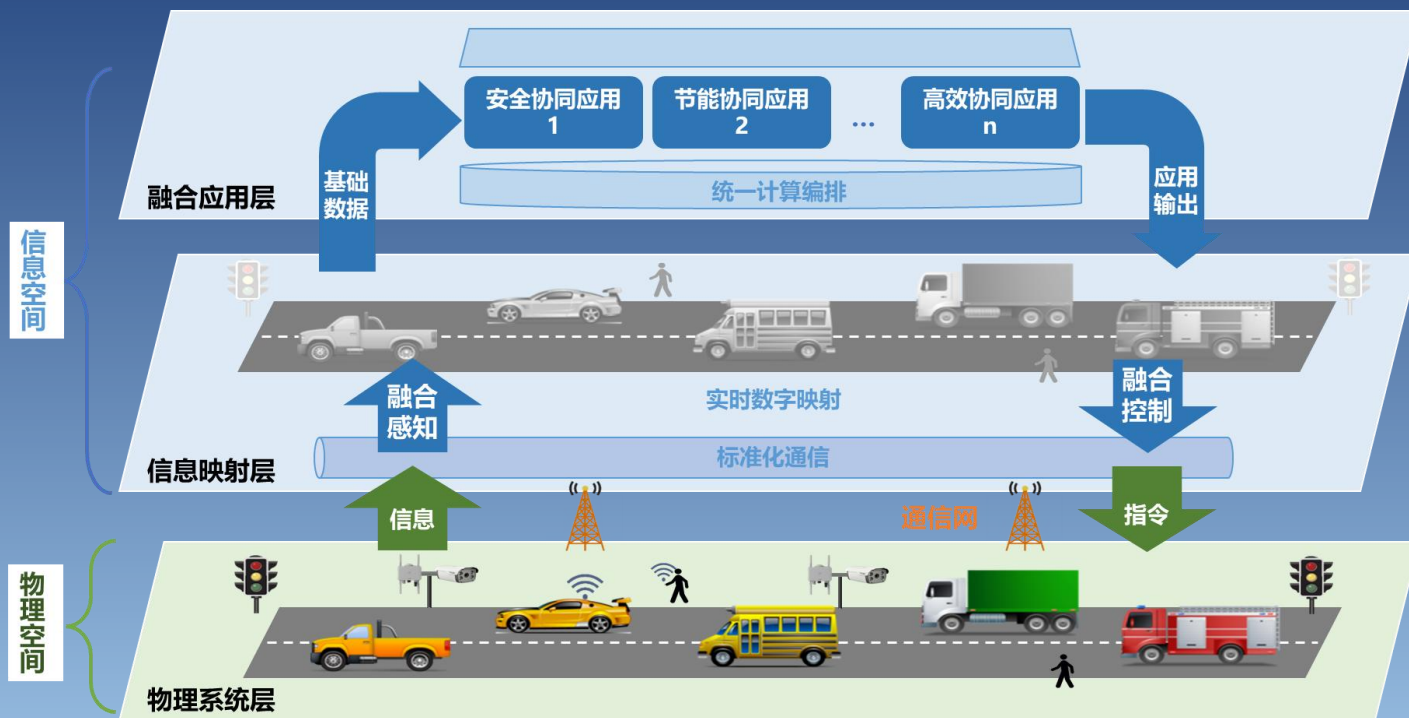 安全协同应用
1
节能协同应用
2
...
高效协同应用
n
基础
数据
统一计算编排
应用
输出
融合应用层
信息空间
融合
感知
实时数字映射
融合
控制
标准化通信
信息映射层
信息
通信网
指令
物理空间
物理系统层